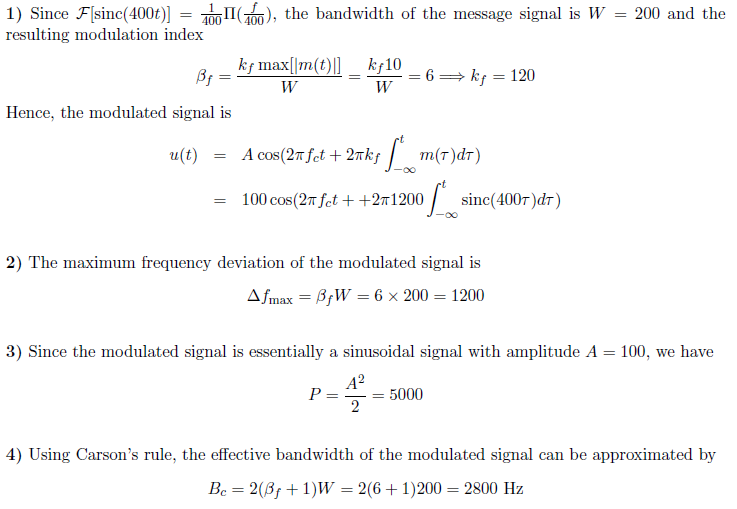 1) Since ℱ[sinc(400t)] = 1/400 Π(f/400), the bandwidth of the message signal is W = 200 and the
resulting modulation index
β_f = k_f max[|m(t)|] / W = k_f 10 / W = 6 ⟹ k_f = 120
Hence, the modulated signal is
u(t) = A cos(2πf_c t + 2πk_f ∫_{−∞}^{t} m(τ)dτ)
= 100 cos(2πf_c t + +2π1200 ∫_{−∞}^{t} sinc(400τ)dτ)
2) The maximum frequency deviation of the modulated signal is
Δf_max = β_f W = 6 × 200 = 1200
3) Since the modulated signal is essentially a sinusoidal signal with amplitude A = 100, we have
P = A²/2 = 5000
4) Using Carson's rule, the effective bandwidth of the modulated signal can be approximated by
B_c = 2(β_f + 1)W = 2(6 + 1)200 = 2800 Hz